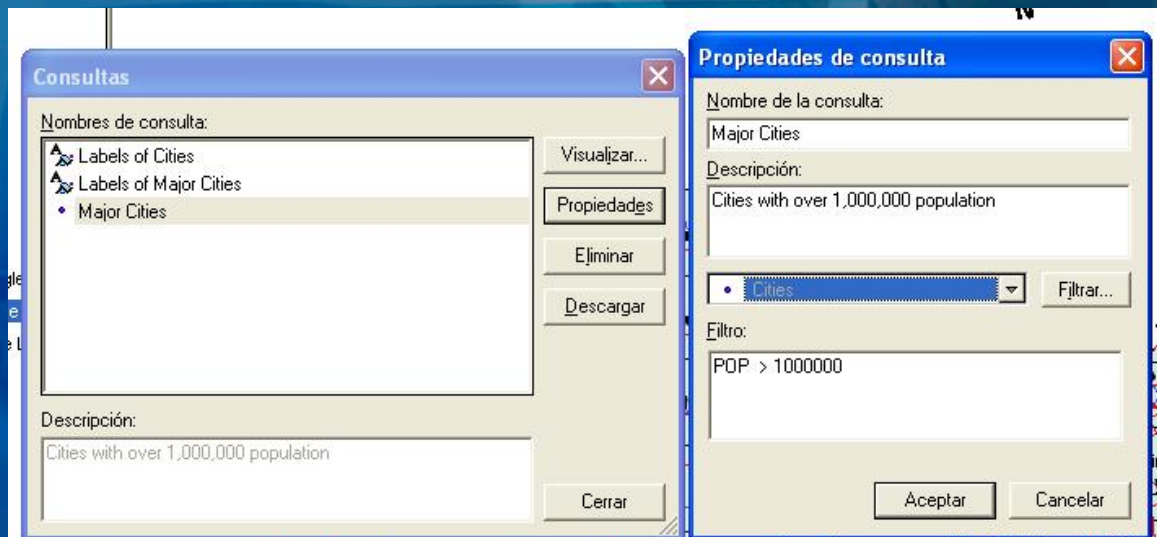 Consultas
Nombres de consulta:
Labels of Cities
Labels of Major Cities
Major Cities
Visualizar...
Propiedades
Eliminar
Descargar
Descripción:
Cities with over 1,000,000 population
Cerrar
Propiedades de consulta
Nombre de la consulta:
Major Cities
Descripción:
Cities with over 1,000,000 population
Cities
Filtrar...
Filtro:
POP > 1000000
Aceptar
Cancelar